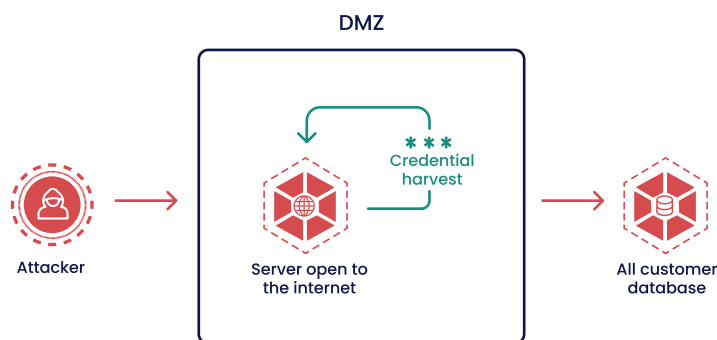 DMZ
* * *
Credential
harvest
Attacker
Server open to
the internet
All customer
database